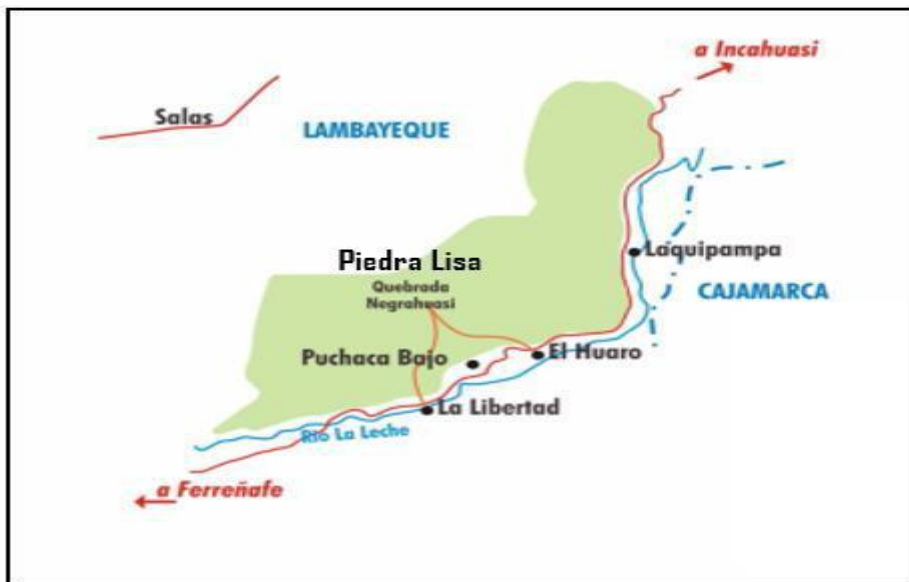 a Incahuasi
Salas
LAMBAYEQUE
Laquipampa
Piedra Lisa
Quebrada
Negrahuasi
CAJAMARCA
Puchaca Bajo
El Huaro
La Libertad
Río La Leche
a Ferreñafe